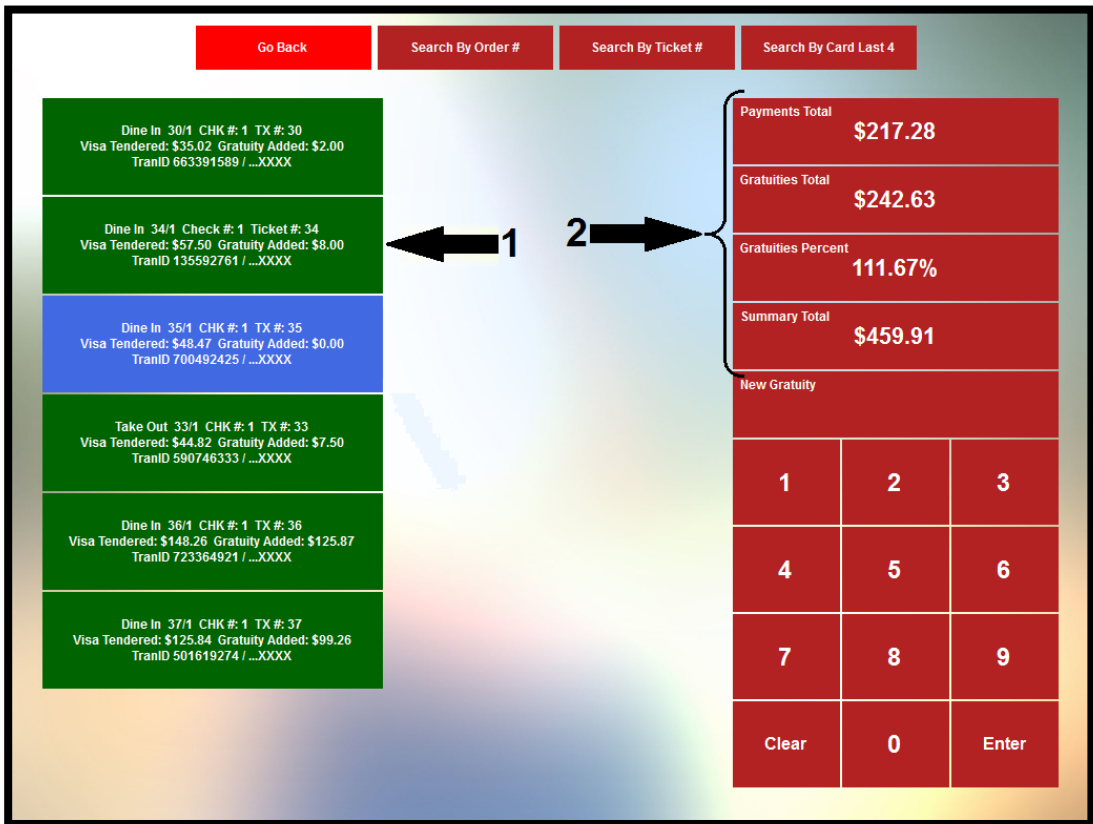 Go Back
Search By Order #
Search By Ticket #
Search By Card Last 4
Dine In 30/1 CHK #: 1 TX #: 30
Visa Tendered: $35.02 Gratuity Added: $2.00
TranID 663391589 / ...XXXX
Dine In 34/1 Check #: 1 Ticket #: 34
Visa Tendered: $57.50 Gratuity Added: $8.00
TranID 135592761 / ...XXXX
Dine In 35/1 CHK #: 1 TX #: 35
Visa Tendered: $48.47 Gratuity Added: $0.00
TranID 700492425 / ...XXXX
Take Out 33/1 CHK #: 1 TX #: 33
Visa Tendered: $44.82 Gratuity Added: $7.50
TranID 590746333 / ...XXXX
Dine In 36/1 CHK #: 1 TX #: 36
Visa Tendered: $148.26 Gratuity Added: $125.87
TranID 723364921 / ...XXXX
Dine In 37/1 CHK #: 1 TX #: 37
Visa Tendered: $125.84 Gratuity Added: $99.26
TranID 501619274 / ...XXXX
1
2
Payments Total
$217.28
Gratuities Total
$242.63
Gratuities Percent
111.67%
Summary Total
$459.91
New Gratuity
1 2 3
4 5 6
7 8 9
Clear 0 Enter